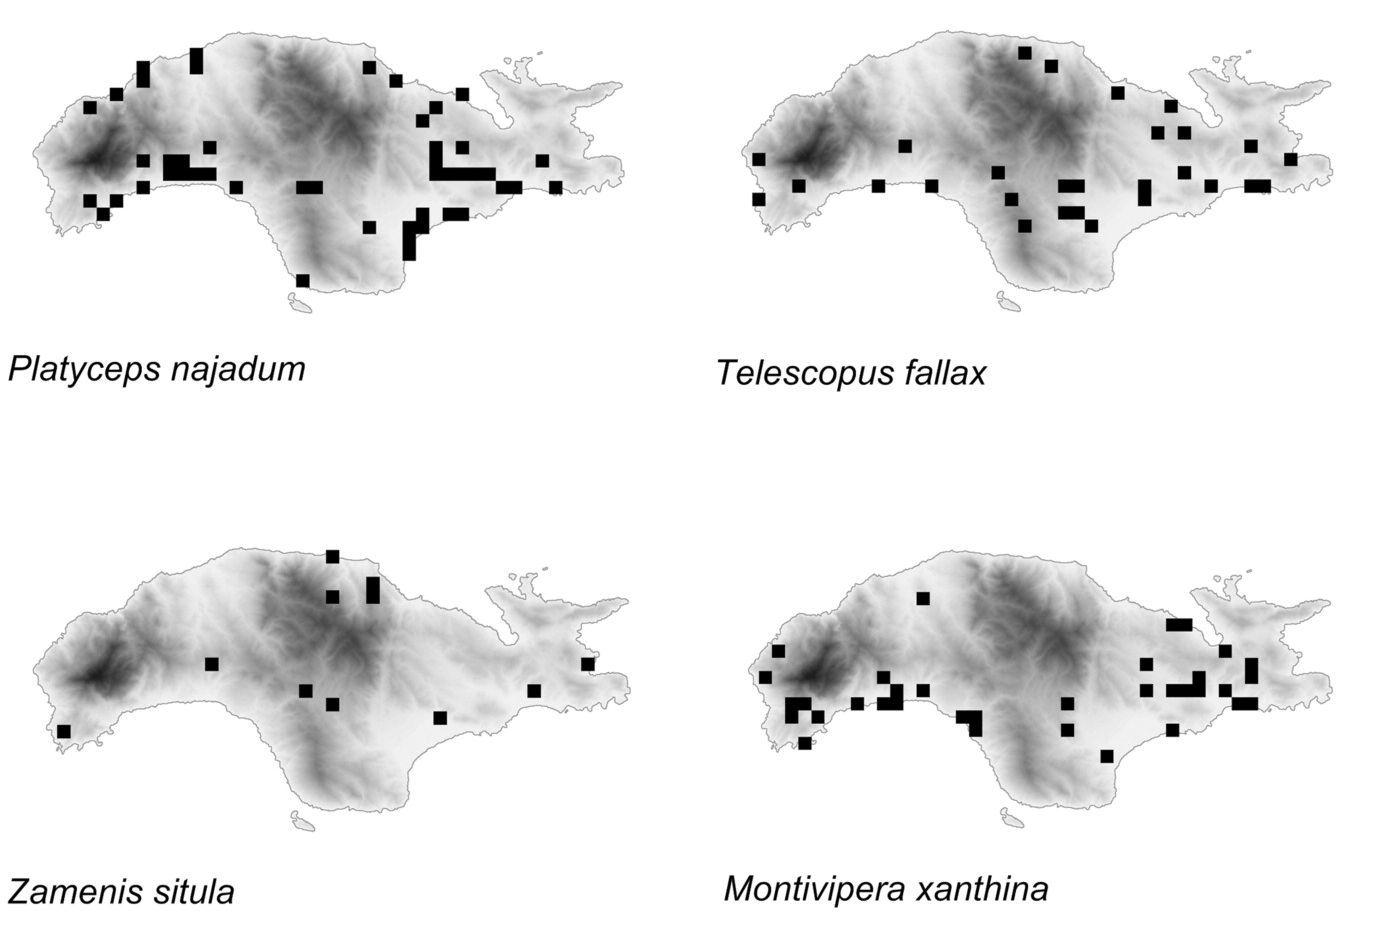 Platyceps najadum
Telescopus fallax
Zamenis situla
Montivipera xanthina